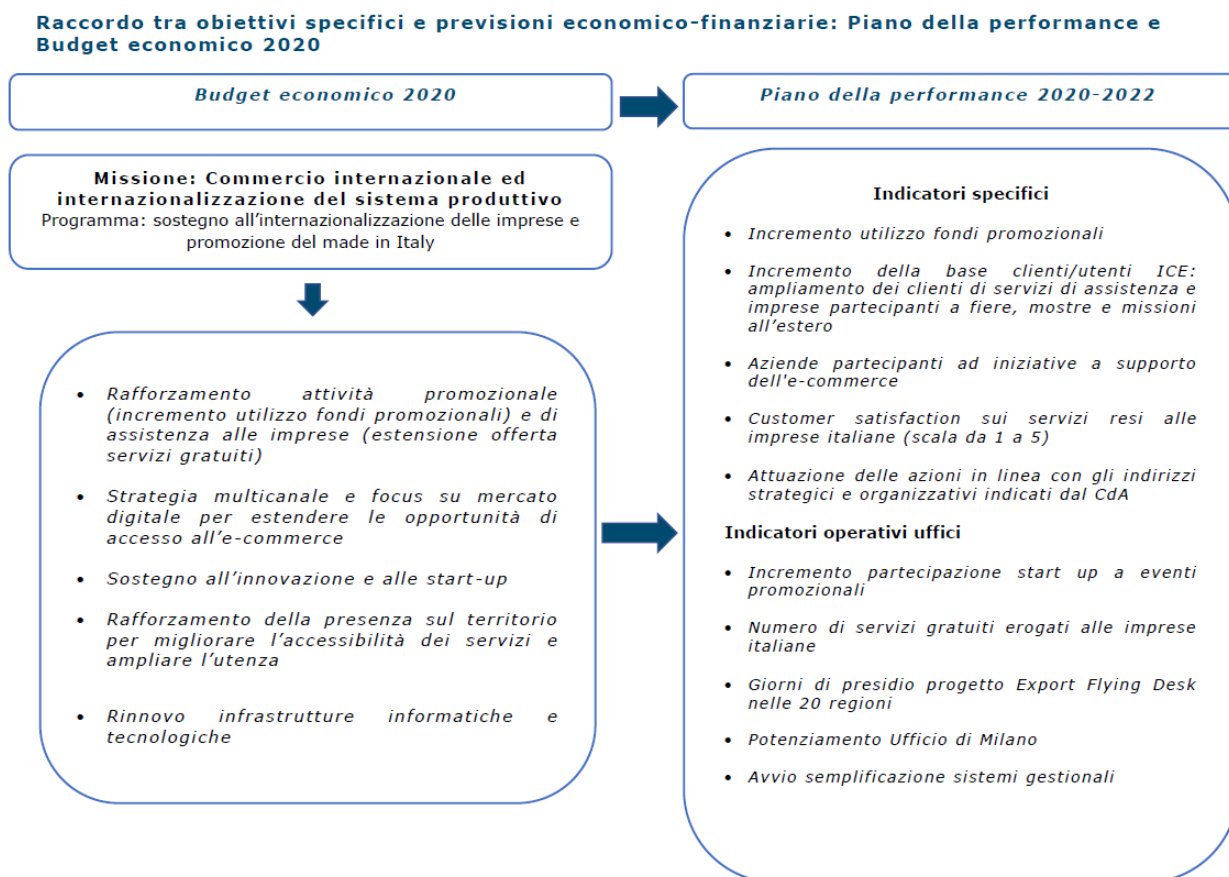 Raccordo tra obiettivi specifici e previsioni economico-finanziarie: Piano della performance e
Budget economico 2020
Budget economico 2020
Piano della performance 2020-2022
Missione: Commercio internazionale ed
internazionalizzazione del sistema produttivo
Programma: sostegno all'internazionalizzazione delle imprese e
promozione del made in Italy
• Rafforzamento attività promozionale
(incremento utilizzo fondi promozionali) e di
assistenza alle imprese (estensione offerta
servizi gratuiti)
• Strategia multicanale e focus su mercato
digitale per estendere le opportunità di
accesso all'e-commerce
• Sostegno all'innovazione e alle start-up
• Rafforzamento della presenza sul territorio
per migliorare l'accessibilità dei servizi e
ampliare l'utenza
• Rinnovo infrastrutture informatiche e
tecnologiche
Indicatori specifici
• Incremento utilizzo fondi promozionali
• Incremento della base clienti/utenti ICE:
ampliamento dei clienti di servizi di assistenza e
imprese partecipanti a fiere, mostre e missioni
all'estero
• Aziende partecipanti ad iniziative a supporto
dell'e-commerce
• Customer satisfaction sui servizi resi alle
imprese italiane (scala da 1 a 5)
• Attuazione delle azioni in linea con gli indirizzi
strategici e organizzativi indicati dal CdA
Indicatori operativi uffici
• Incremento partecipazione start up a eventi
promozionali
• Numero di servizi gratuiti erogati alle imprese
italiane
• Giorni di presidio progetto Export Flying Desk
nelle 20 regioni
• Potenziamento Ufficio di Milano
• Avvio semplificazione sistemi gestionali